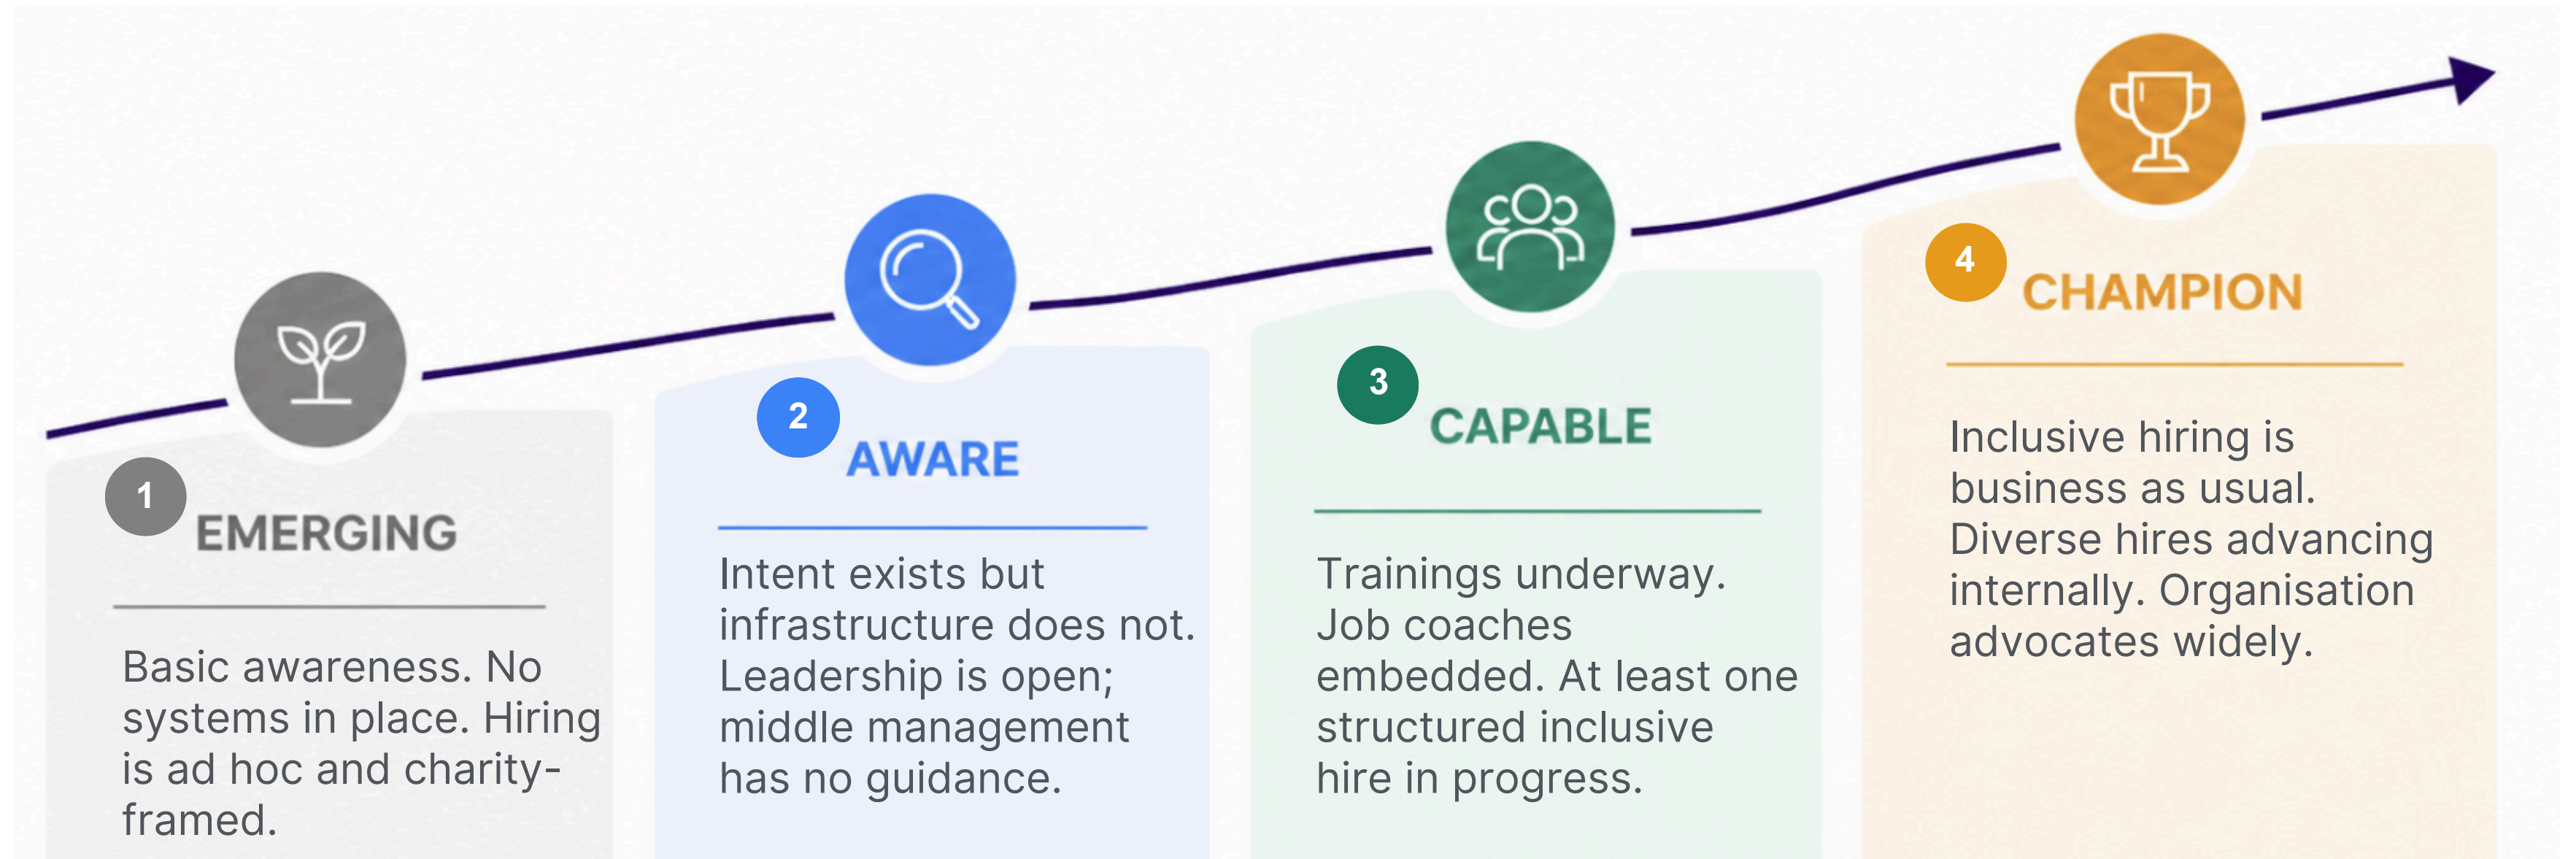 1
EMERGING
Basic awareness. No
systems in place. Hiring
is ad hoc and charity-
framed.
2
AWARE
Intent exists but
infrastructure does not.
Leadership is open;
middle management
has no guidance.
3
CAPABLE
Trainings underway.
Job coaches
embedded. At least one
structured inclusive
hire in progress.
4
CHAMPION
Inclusive hiring is
business as usual.
Diverse hires advancing
internally. Organisation
advocates widely.